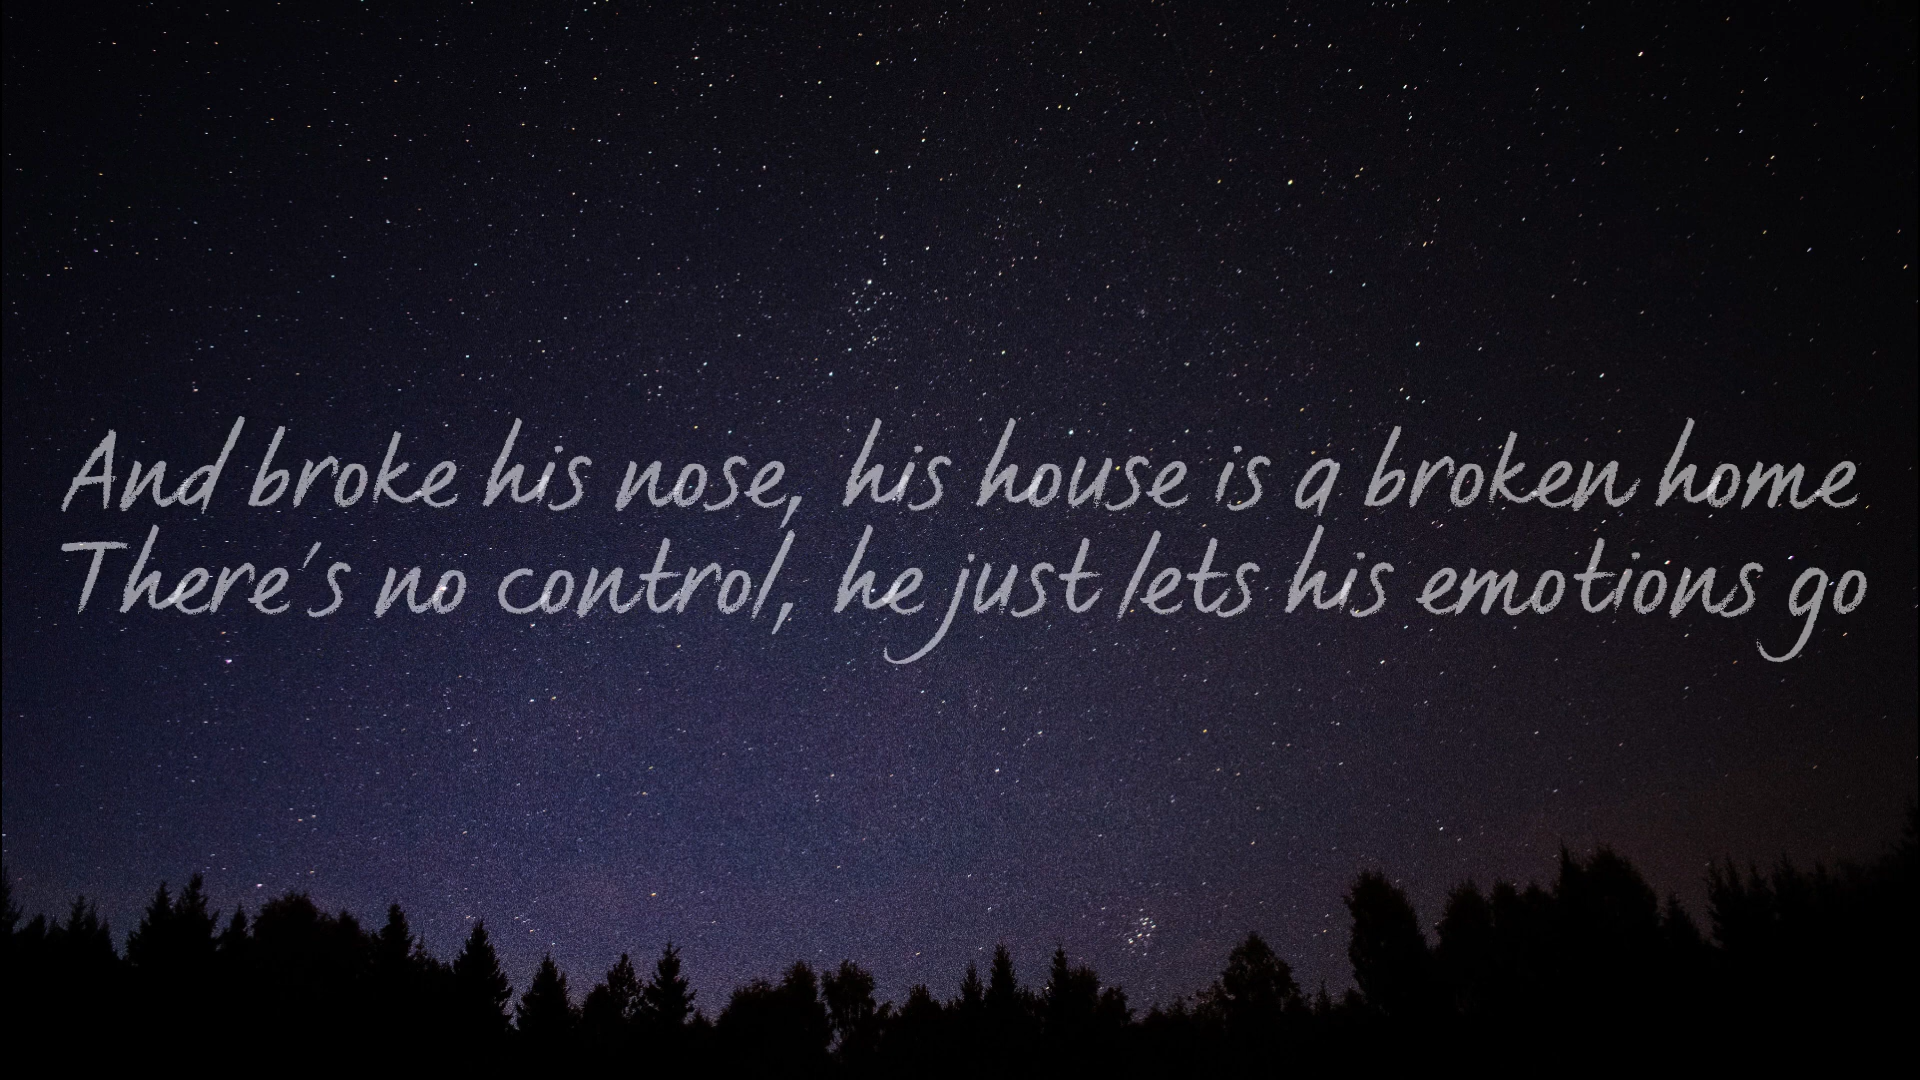 And broke his nose, his house is a broken home
There's no control, he just lets his emotions go